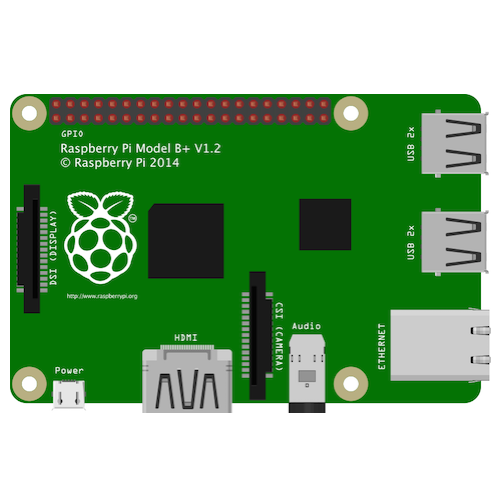 GPIO
Raspberry Pi Model B+ V1.2
© Raspberry Pi 2014
USB 2x
DSI (DISPLAY)
TM
USB 2x
http://www.raspberrypi.org
HDMI
CSI (CAMERA)
Audio
ETHERNET
Power